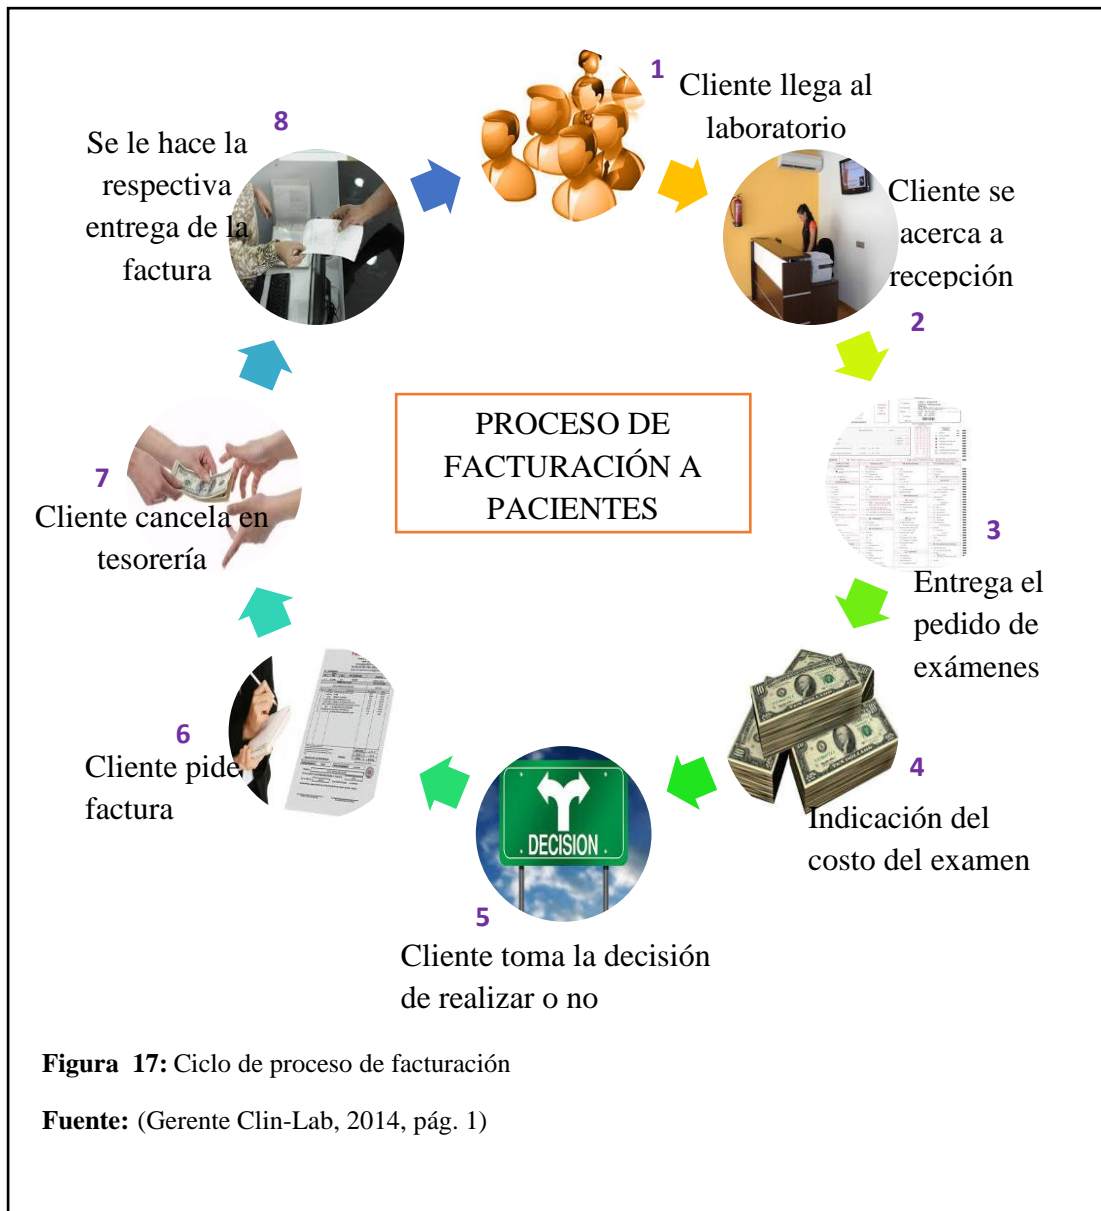 1
Cliente llega al
laboratorio
Cliente se
acerca a
recepción
2
3
Entrega el
pedido de
exámenes
4
Indicación del
costo del examen
DECISION
5
Cliente toma la decisión
de realizar o no
6
Cliente pide
factura
7
Cliente cancela en
tesorería
8
Se le hace la
respectiva
entrega de la
factura
PROCESO DE
FACTURACIÓN A
PACIENTES
Figura 17: Ciclo de proceso de facturación
Fuente: (Gerente Clin-Lab, 2014, pág. 1)